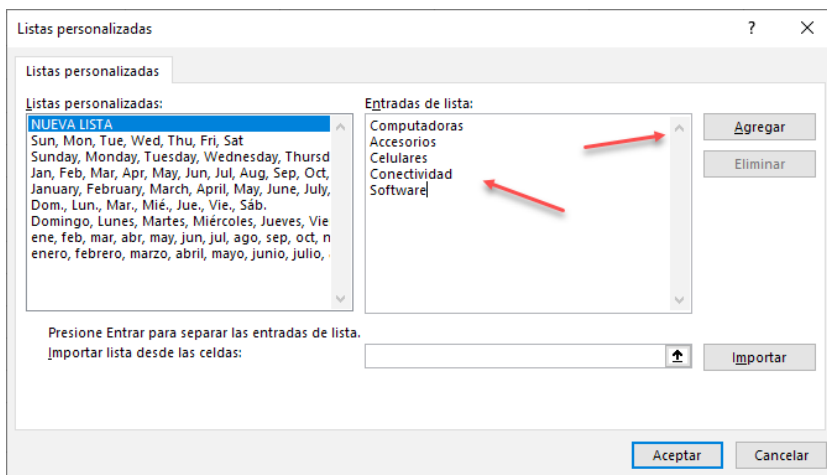 Listas personalizadas
?
Listas personalizadas
Listas personalizadas:
NUEVA LISTA
Sun, Mon, Tue, Wed, Thu, Fri, Sat
Sunday, Monday, Tuesday, Wednesday, Thursd
Jan, Feb, Mar, Apr, May, Jun, Jul, Aug, Sep, Oct,
January, February, March, April, May, June, July,
Dom., Lun., Mar., Mié., Jue., Vie., Sáb.
Domingo, Lunes, Martes, Miércoles, Jueves, Vie
ene, feb, mar, abr, may, jun, jul, ago, sep, oct, n
enero, febrero, marzo, abril, mayo, junio, julio,
Entradas de lista:
Computadoras
Accesorios
Celulares
Conectividad
Software
Agregar
Eliminar
Presione Entrar para separar las entradas de lista.
Importar lista desde las celdas:
Importar
Aceptar
Cancelar